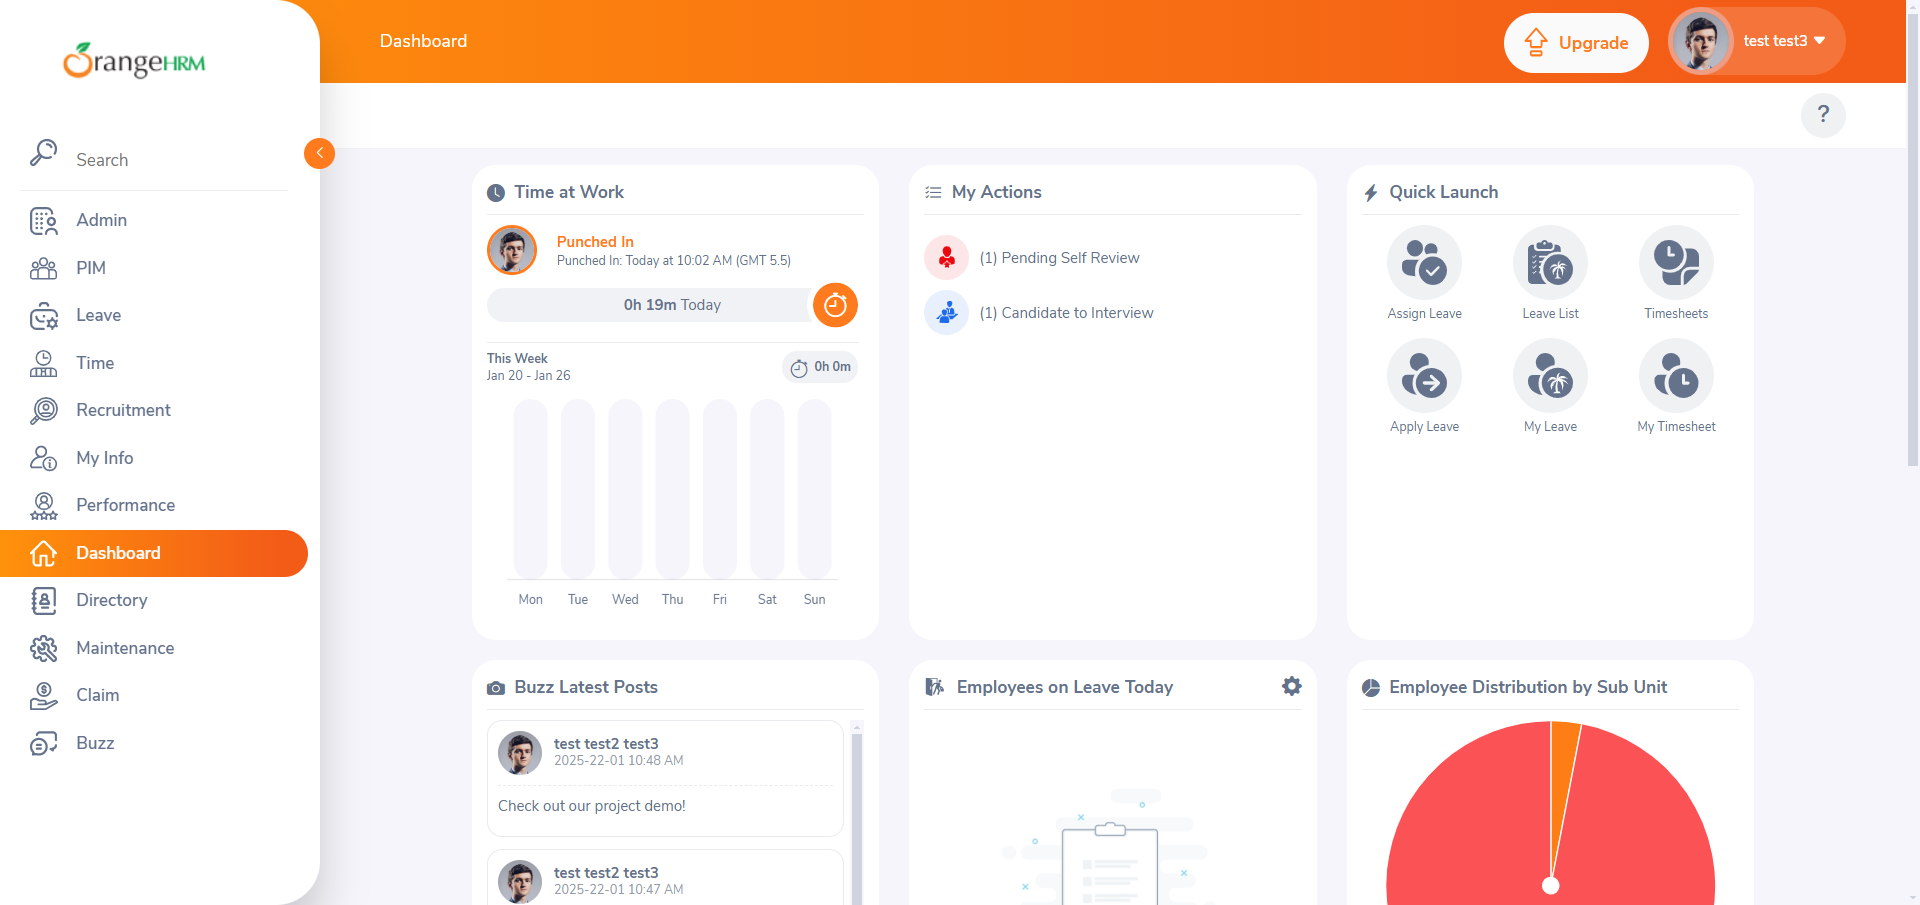 OrangeHRM
Search
Admin
PIM
Leave
Time
Recruitment
My Info
Performance
Dashboard
Directory
Maintenance
Claim
Buzz
Dashboard
Upgrade
test test3
?
Time at Work
Punched In
Punched In: Today at 10:02 AM (GMT 5.5)
0h 19m Today
This Week
Jan 20 - Jan 26
0h 0m
Mon Tue Wed Thu Fri Sat Sun
My Actions
(1) Pending Self Review
(1) Candidate to Interview
Quick Launch
Assign Leave
Leave List
Timesheets
Apply Leave
My Leave
My Timesheet
Buzz Latest Posts
test test2 test3
2025-22-01 10:48 AM
Check out our project demo!
test test2 test3
2025-22-01 10:47 AM
Employees on Leave Today
Employee Distribution by Sub Unit